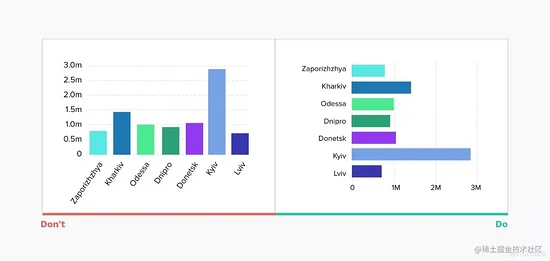 3.0m
2.5m
2.0m
1.5m
1.0m
0.5m
0
Zaporizhzhya
Kharkiv
Odessa
Dnipro
Donetsk
Kyiv
Lviv
Zaporizhzhya
Kharkiv
Odessa
Dnipro
Donetsk
Kyiv
Lviv
0 1M 2M 3M
Don't
Do
@稀土掘金技术社区